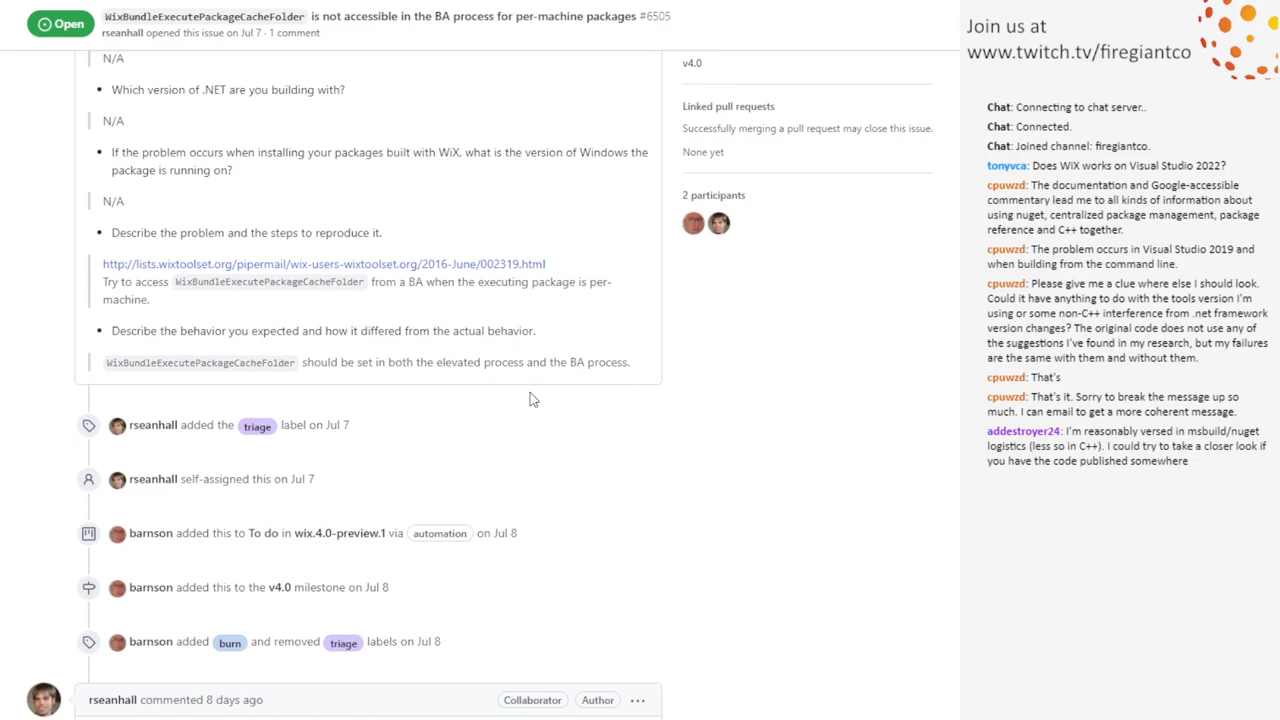 Open
WixBundleExecutePackageCacheFolder is not accessible in the BA process for per-machine packages #6505
rseanhall opened this issue on Jul 7 · 1 comment
N/A
• Which version of .NET are you building with?
N/A
• If the problem occurs when installing your packages built with WiX, what is the version of Windows the
package is running on?
N/A
• Describe the problem and the steps to reproduce it.
http://lists.wixtoolset.org/pipermail/wix-users-wixtoolset.org/2016-June/002319.html
Try to access WixBundleExecutePackageCacheFolder from a BA when the executing package is per-
machine.
• Describe the behavior you expected and how it differed from the actual behavior.
WixBundleExecutePackageCacheFolder should be set in both the elevated process and the BA process.
rseanhall added the triage label on Jul 7
rseanhall self-assigned this on Jul 7
barnson added this to To do in wix.4.0-preview.1 via automation on Jul 8
barnson added this to the v4.0 milestone on Jul 8
barnson added burn and removed triage labels on Jul 8
rseanhall commented 8 days ago
Collaborator
Author
...
v4.0
Linked pull requests
Successfully merging a pull request may close this issue.
None yet
2 participants
Join us at
www.twitch.tv/firegiantco
Chat: Connecting to chat server..
Chat: Connected.
Chat: Joined channel: firegiantco.
tonyvca: Does WiX works on Visual Studio 2022?
cpuwzd: The documentation and Google-accessible
commentary lead me to all kinds of information about
using nuget, centralized package management, package
reference and C++ together.
cpuwzd: The problem occurs in Visual Studio 2019 and
when building from the command line.
cpuwzd: Please give me a clue where else I should look.
Could it have anything to do with the tools version I'm
using or some non-C++ interference from .net framework
version changes? The original code does not use any of
the suggestions I've found in my research, but my failures
are the same with them and without them.
cpuwzd: That's
cpuwzd: That's it. Sorry to break the message up so
much. I can email to get a more coherent message.
addestroyer24: I'm reasonably versed in msbuild/nuget
logistics (less so in C++). I could try to take a closer look if
you have the code published somewhere